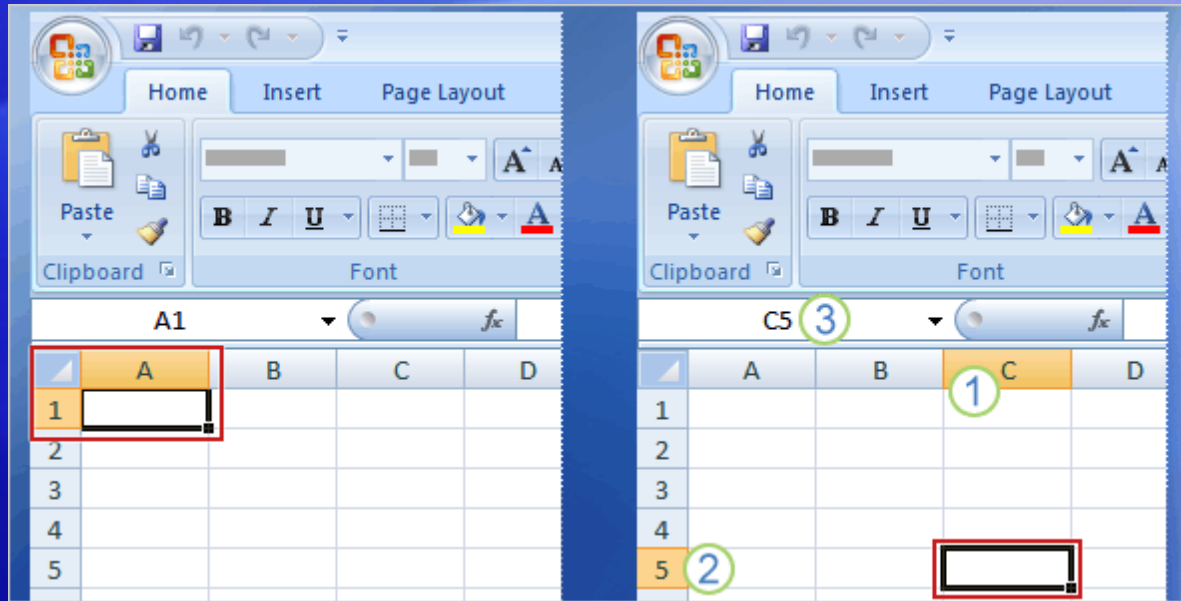 Home Insert Page Layout
Paste
A A
B I U A
Clipboard Font
A1 fx
A B C D
1
2
3
4
5
Home Insert Page Layout
Paste
A A
B I U A
Clipboard Font
C5 3 fx
A B C D
1
1
2
3
4
5 2